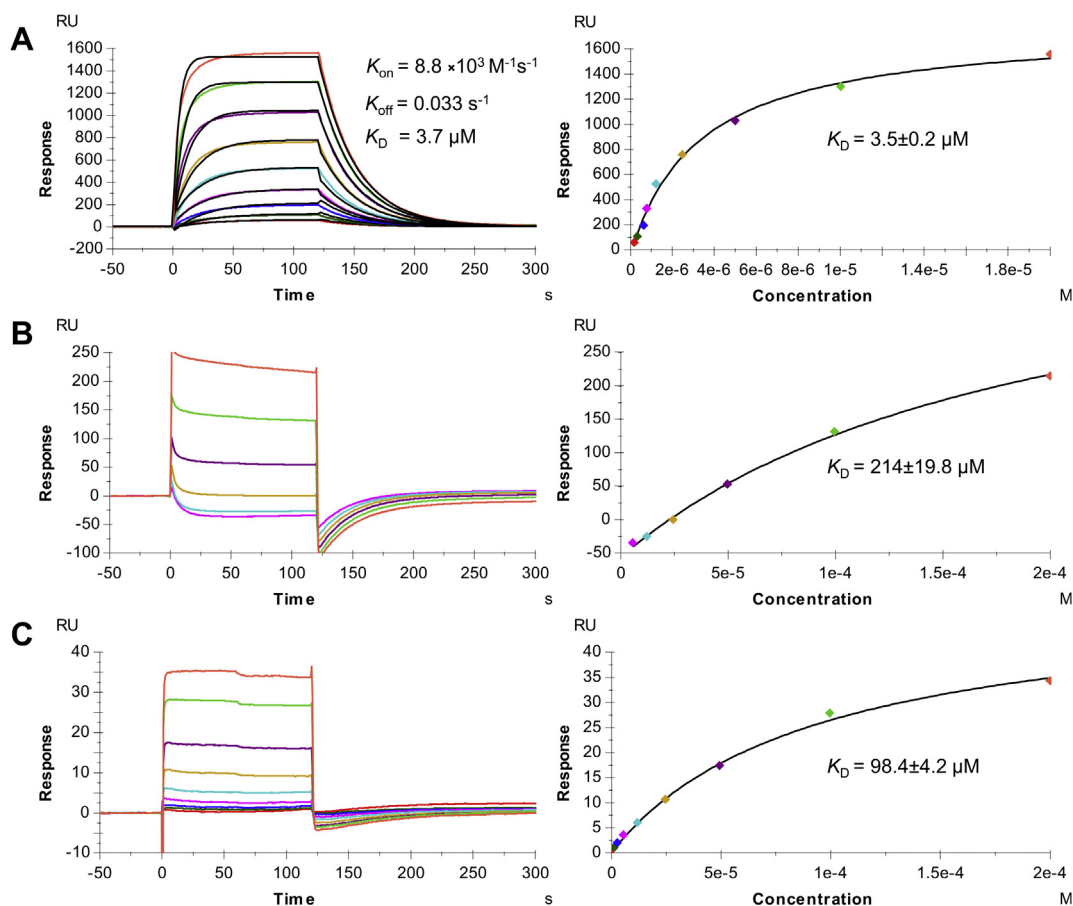 A
RU
1600
1400
1200
1000
800
600
400
200
0
-200
Response
-50 0 50 100 150 200 250 300
Time s
Kon = 8.8 ×10³ M⁻¹s⁻¹
Koff = 0.033 s⁻¹
KD = 3.7 µM
RU
1600
1400
1200
1000
800
600
400
200
0
Response
0 2e-6 4e-6 6e-6 8e-6 1e-5 1.4e-5 1.8e-5
Concentration M
KD = 3.5±0.2 µM
B
RU
250
200
150
100
50
0
-50
-100
Response
-50 0 50 100 150 200 250 300
Time s
RU
250
200
150
100
50
0
-50
Response
0 5e-5 1e-4 1.5e-4 2e-4
Concentration M
KD = 214±19.8 µM
C
RU
40
30
20
10
0
-10
Response
-50 0 50 100 150 200 250 300
Time s
RU
40
35
30
25
20
15
10
5
0
Response
0 5e-5 1e-4 1.5e-4 2e-4
Concentration M
KD = 98.4±4.2 µM